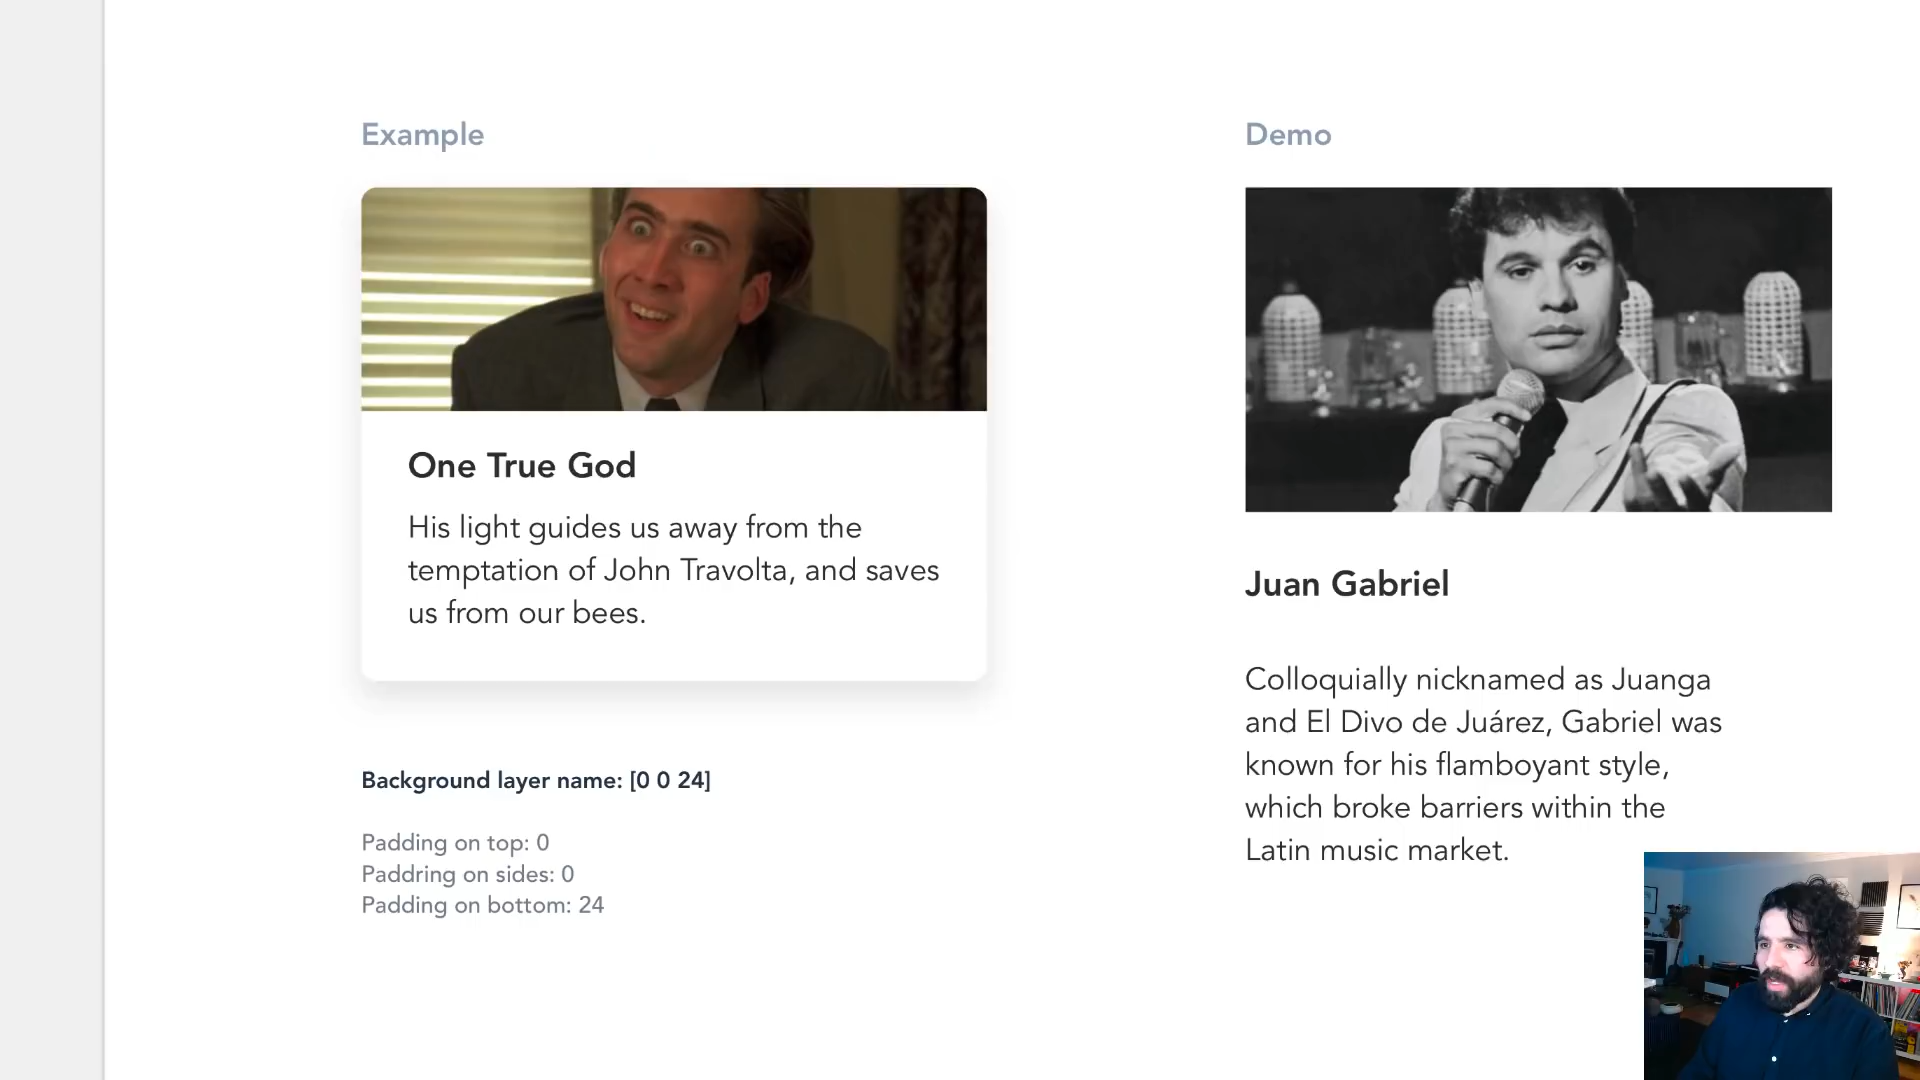 Example
One True God
His light guides us away from the
temptation of John Travolta, and saves
us from our bees.
Background layer name: [0 0 24]
Padding on top: 0
Paddring on sides: 0
Padding on bottom: 24
Demo
Juan Gabriel
Colloquially nicknamed as Juanga
and El Divo de Juárez, Gabriel was
known for his flamboyant style,
which broke barriers within the
Latin music market.